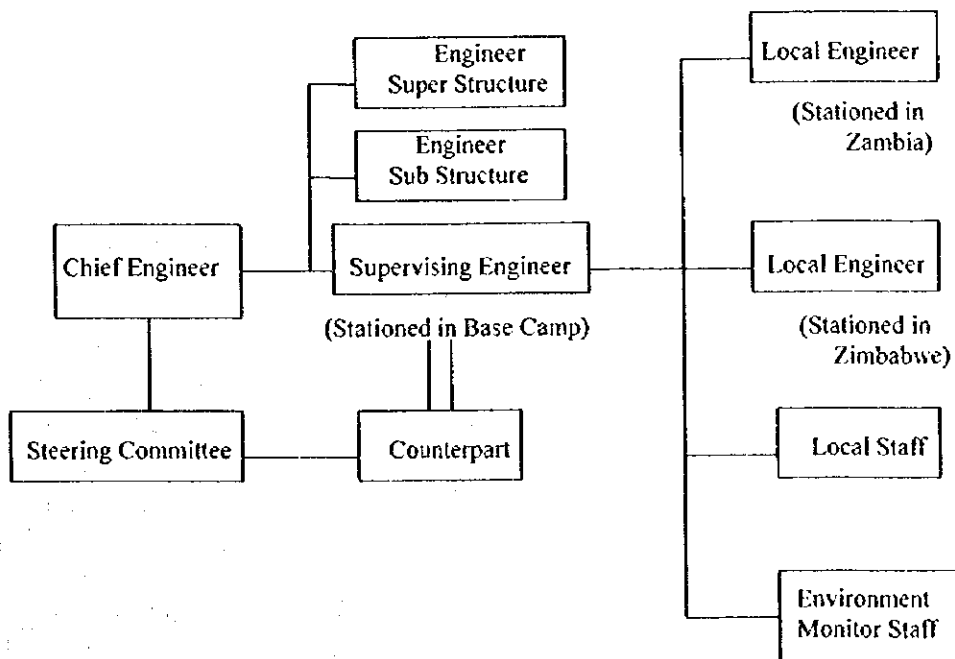 Engineer
Super Structure
Engineer
Sub Structure
Chief Engineer
Supervising Engineer
(Stationed in Base Camp)
Steering Committee
Counterpart
Local Engineer
(Stationed in
Zambia)
Local Engineer
(Stationed in
Zimbabwe)
Local Staff
Environment
Monitor Staff